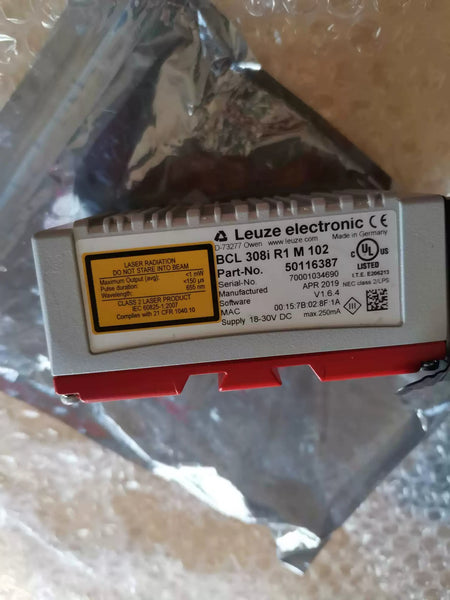 Leuze electronic CE
D-73277 Owen www.leuze.com Made in Germany
BCL 308i R1 M 102
Part-No. 50116387
Serial-No. 70001034690
Manufactured APR 2019
Software V1.6.4
MAC 00:15:7B:02:8F:1A
Supply 18-30V DC max.250mA
c UL US
LISTED
I.T.E. E206213
NEC class 2/LPS
III
LASER RADIATION
DO NOT STARE INTO BEAM
Maximum Output (avg): <1 mW
Pulse duration: <150 µs
Wavelength: 655 nm
CLASS 2 LASER PRODUCT
IEC 60825-1:2007
Complies with 21 CFR 1040.10